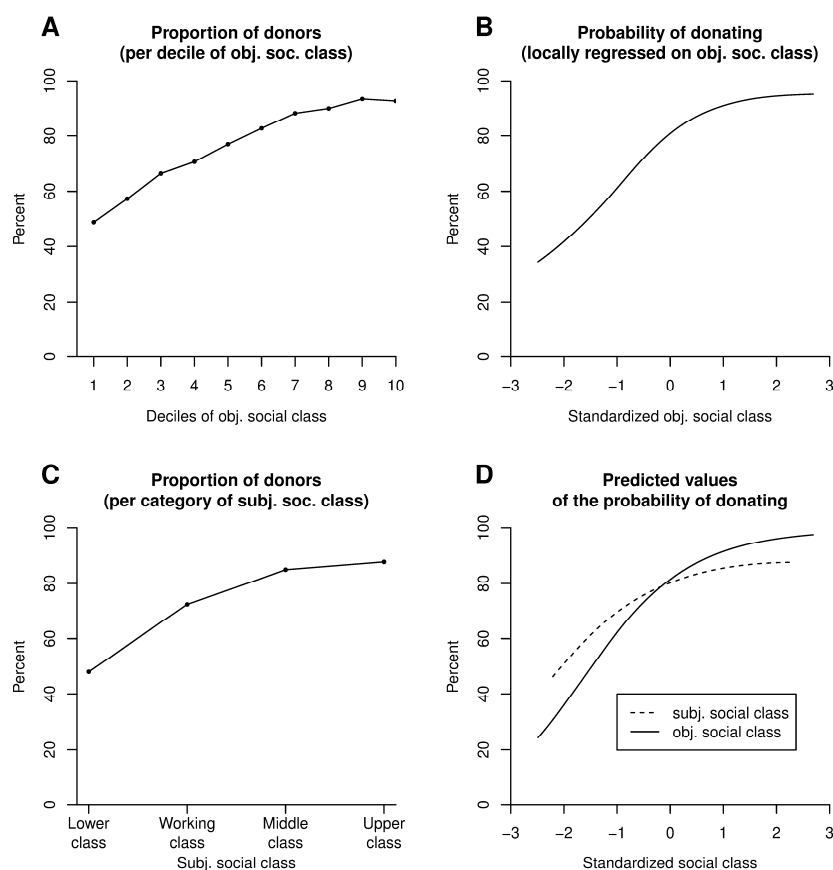 A
Proportion of donors
(per decile of obj. soc. class)
Percent
100
80
60
40
20
0
1 2 3 4 5 6 7 8 9 10
Deciles of obj. social class
B
Probability of donating
(locally regressed on obj. soc. class)
Percent
100
80
60
40
20
0
−3 −2 −1 0 1 2 3
Standardized obj. social class
C
Proportion of donors
(per category of subj. soc. class)
Percent
100
80
60
40
20
0
Lower Working Middle Upper
class class class class
Subj. social class
D
Predicted values
of the probability of donating
Percent
100
80
60
40
20
0
subj. social class
obj. social class
−3 −2 −1 0 1 2 3
Standardized social class